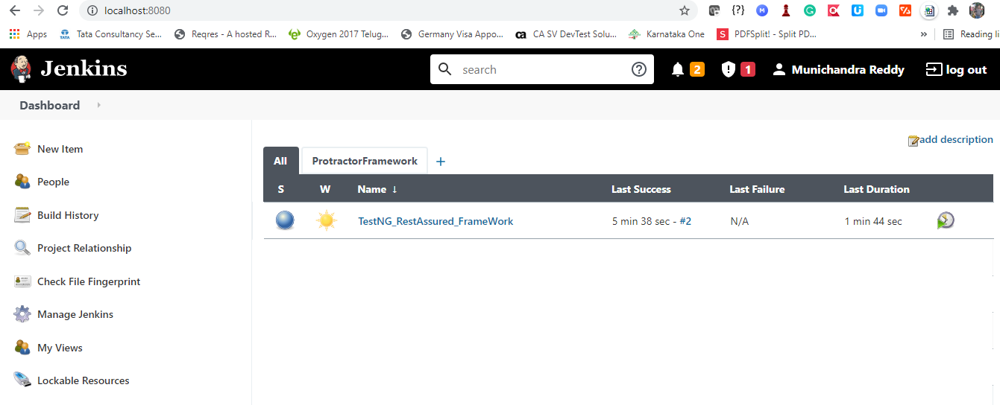 localhost:8080
{?} M
Apps Tata Consultancy Se... Reqres - A hosted R... Oxygen 2017 Telug... Germany Visa Appo... ca CA SV DevTest Solu... Karnataka One S PDFSplit! - Split PD... » Reading li
Jenkins search 2 1 Munichandra Reddy log out
Dashboard
New Item
People
Build History
Project Relationship
Check File Fingerprint
Manage Jenkins
My Views
Lockable Resources
add description
All ProtractorFramework +
S W Name ↓ Last Success Last Failure Last Duration
TestNG_RestAssured_FrameWork 5 min 38 sec - #2 N/A 1 min 44 sec